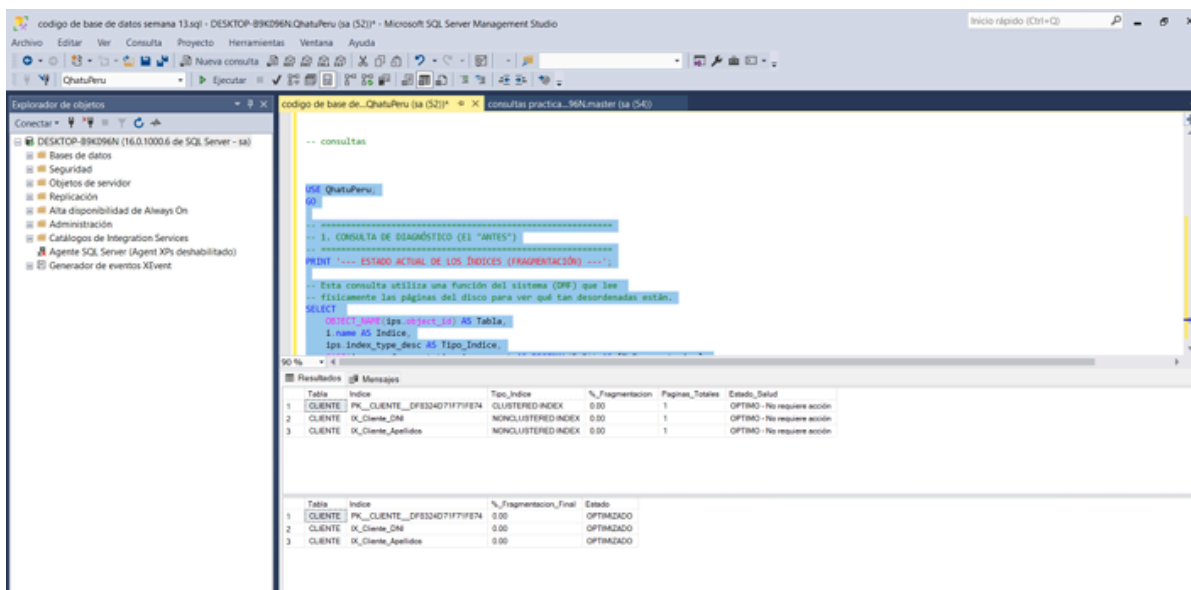 codigo de base de datos semana 13.sql - DESKTOP-B9K096N.QhatuPeru (sa (52))* - Microsoft SQL Server Management Studio
Inicio rápido (Ctrl+Q)
Archivo Editar Ver Consulta Proyecto Herramientas Ventana Ayuda
Nueva consulta
QhatuPeru
Ejecutar
Explorador de objetos
Conectar
DESKTOP-B9K096N (16.0.1000.6 de SQL Server - sa)
Bases de datos
Seguridad
Objetos de servidor
Replicación
Alta disponibilidad de Always On
Administración
Catálogos de Integration Services
Agente SQL Server (Agent XPs deshabilitado)
Generador de eventos XEvent
codigo de base de...QhatuPeru (sa (52))*
consultas practica...96N.master (sa (54))
-- consultas
USE QhatuPeru;
GO
-- 1. CONSULTA DE DIAGNÓSTICO (El "ANTES")
PRINT '--- ESTADO ACTUAL DE LOS ÍNDICES (FRAGMENTACIÓN) ---';
-- Esta consulta utiliza una función del sistema (DMF) que lee
-- físicamente las páginas del disco para ver qué tan desordenadas están.
SELECT
OBJECT_NAME(ips.object_id) AS Tabla,
i.name AS Indice,
ips.index_type_desc AS Tipo_Indice,
90 %
Resultados Mensajes
Tabla Indice Tipo_Indice %_Fragmentacion Paginas_Totales Estado_Salud
1 CLIENTE PK__CLIENTE__DF8324D71F71F874 CLUSTERED INDEX 0.00 1 OPTIMO - No requiere acción
2 CLIENTE IX_Cliente_DNI NONCLUSTERED INDEX 0.00 1 OPTIMO - No requiere acción
3 CLIENTE IX_Cliente_Apellidos NONCLUSTERED INDEX 0.00 1 OPTIMO - No requiere acción
Tabla Indice %_Fragmentacion_Final Estado
1 CLIENTE PK__CLIENTE__DF8324D71F71F874 0.00 OPTIMIZADO
2 CLIENTE IX_Cliente_DNI 0.00 OPTIMIZADO
3 CLIENTE IX_Cliente_Apellidos 0.00 OPTIMIZADO